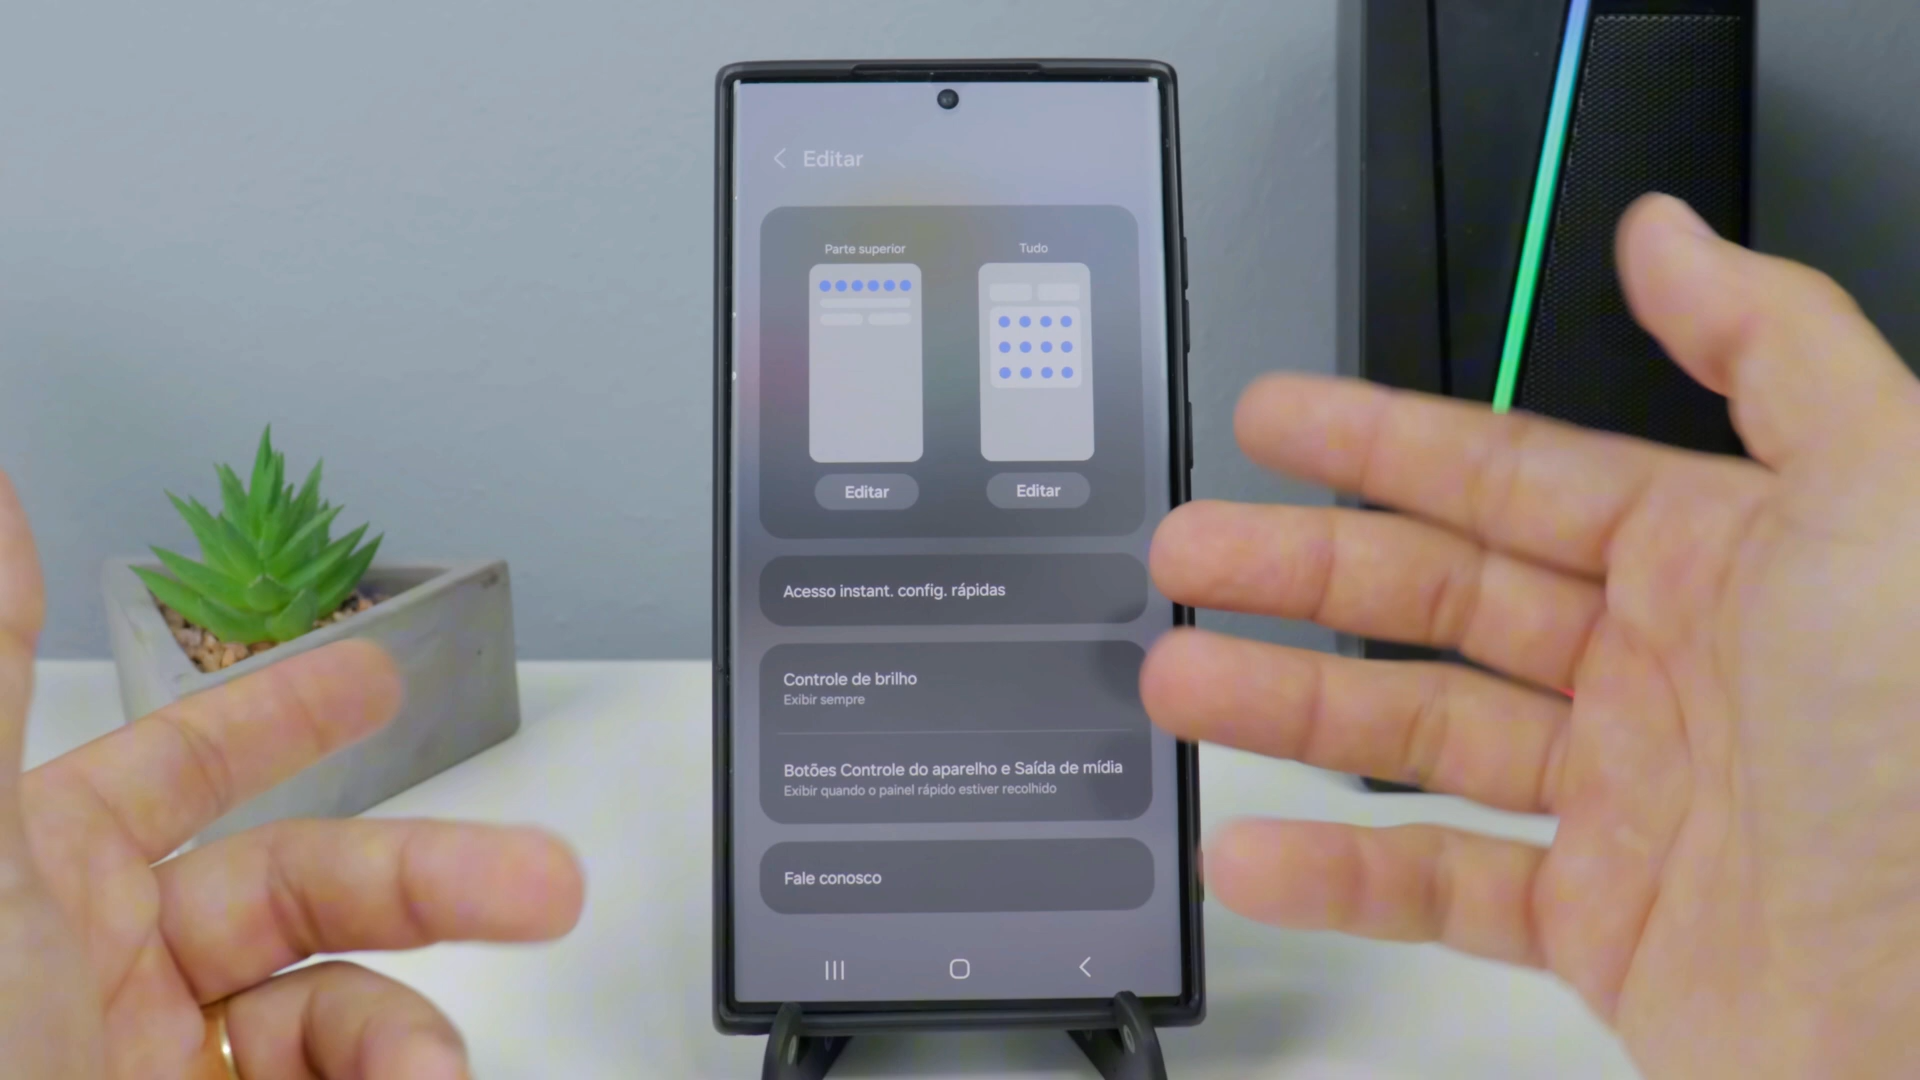 Editar
Parte superior
Tudo
Editar
Editar
Acesso instant. config. rápidas
Controle de brilho
Exibir sempre
Botões Controle do aparelho e Saída de mídia
Exibir quando o painel rápido estiver recolhido
Fale conosco